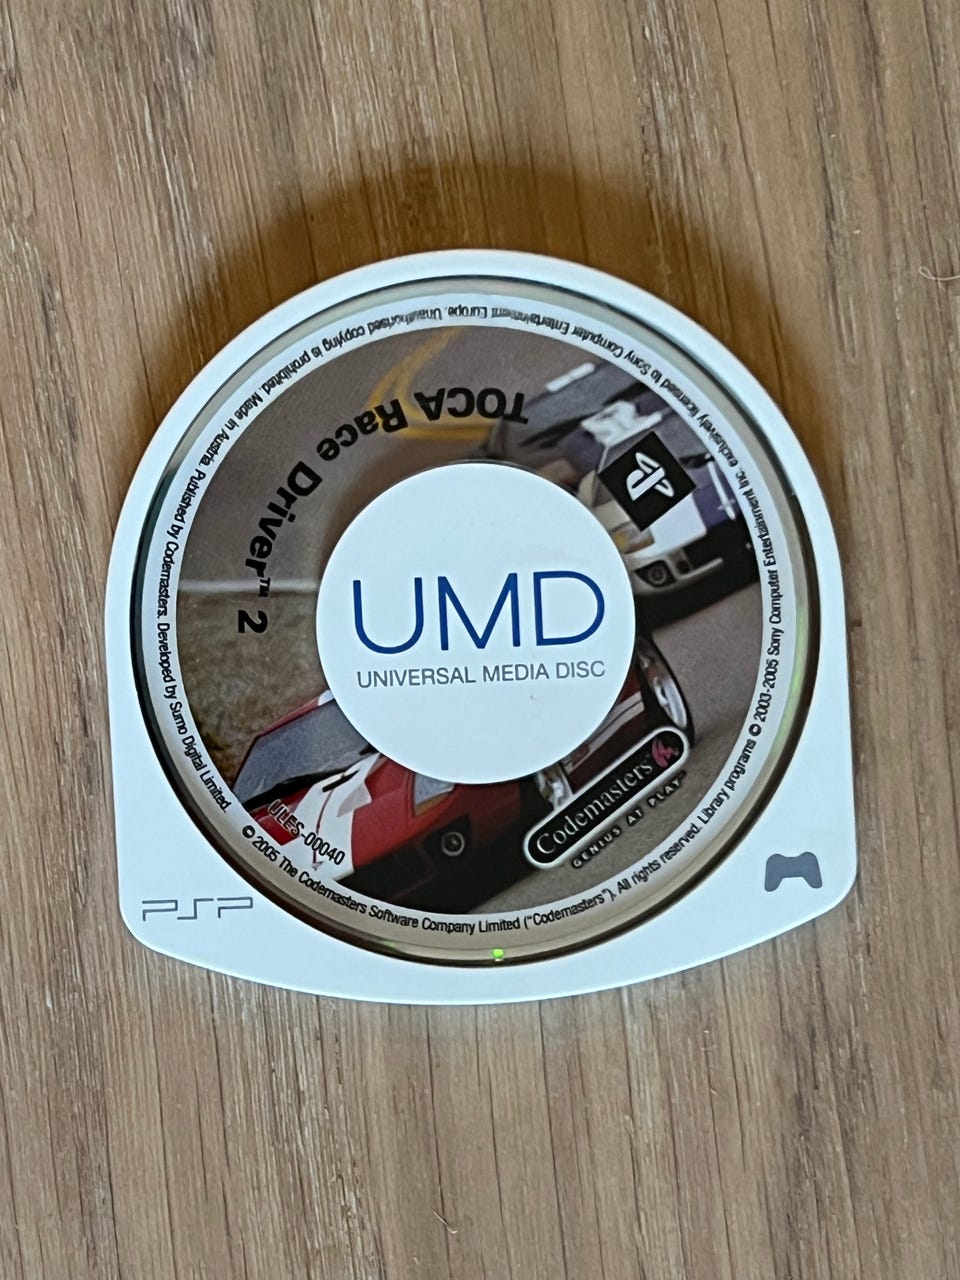 TOCA Race Driver™ 2
UMD
UNIVERSAL MEDIA DISC
Codemasters
GENIUS AT PLAY™
ULES-00040
© 2005 The Codemasters Software Company Limited ("Codemasters"). All rights reserved. Library programs © 2003-2005 Sony Computer Entertainment Inc. exclusively licensed to Sony Computer Entertainment Europe. Unauthorised copying is prohibited. Made in Austria. Published by Codemasters. Developed by Sumo Digital Limited.
PSP